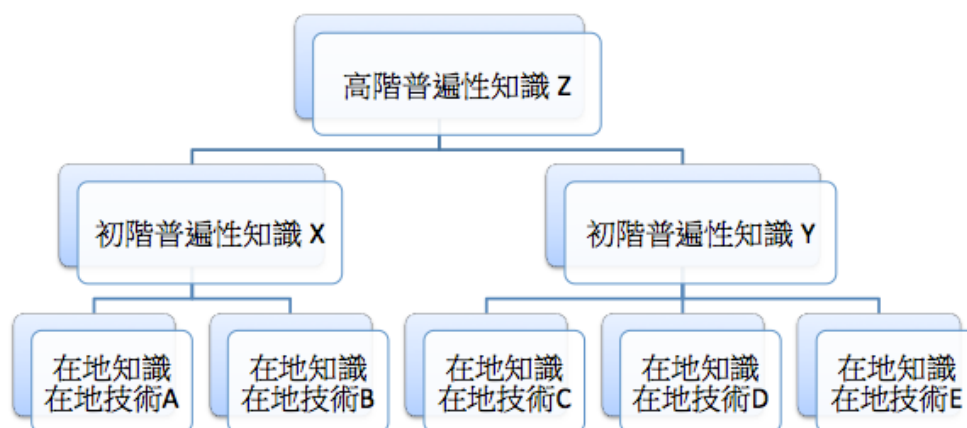 高階普遍性知識 Z
初階普遍性知識 X
初階普遍性知識 Y
在地知識
在地技術A
在地知識
在地技術B
在地知識
在地技術C
在地知識
在地技術D
在地知識
在地技術E